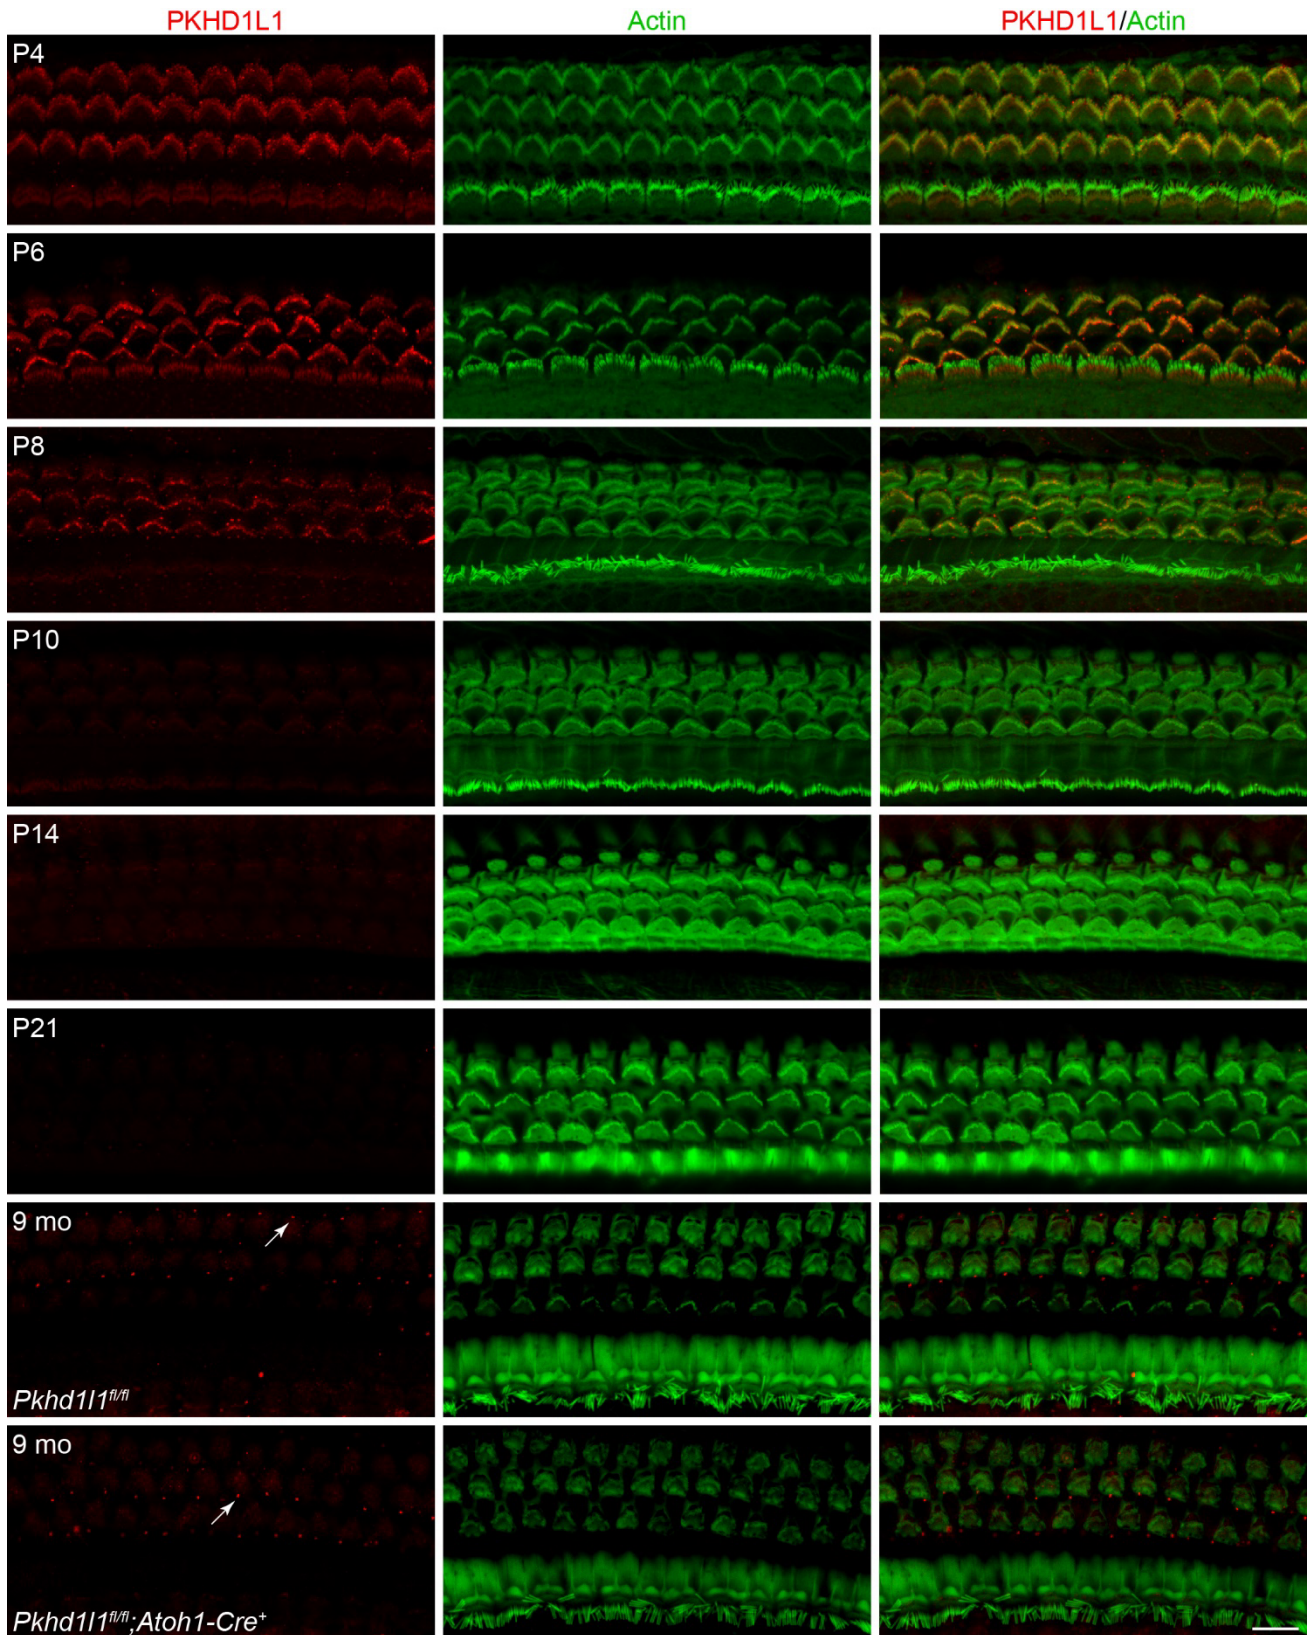 PKHD1L1 Actin PKHD1L1/Actin
P4
P6
P8
P10
P14
P21
9 mo
Pkhd1l1fl/fl
9 mo
Pkhd1l1fl/fl;Atoh1-Cre+